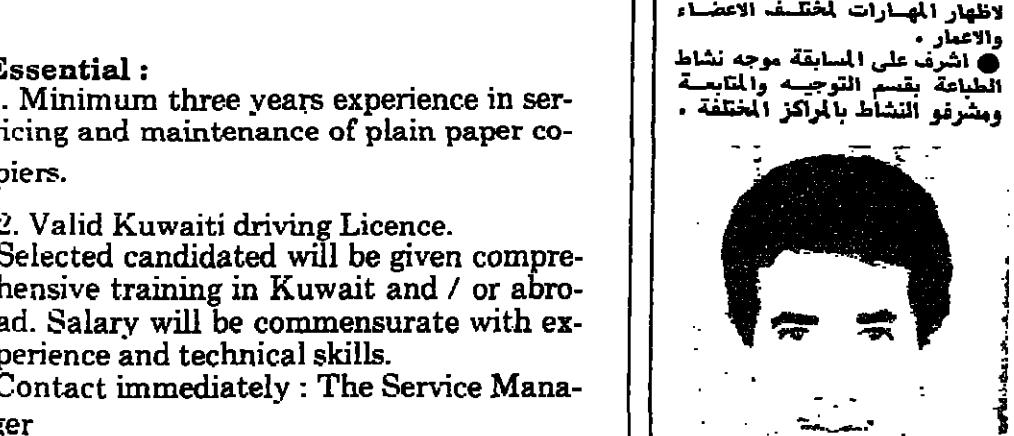 Essential :
. Minimum three years experience in ser-
vicing and maintenance of plain paper co-
piers.
2. Valid Kuwaiti driving Licence.
Selected candidated will be given compre-
hensive training in Kuwait and / or abro-
ad. Salary will be commensurate with ex-
perience and technical skills.
Contact immediately : The Service Mana-
ger
لاظهار المهارات لمختلف الاعضاء
والاعمار .
● اشرف على المسابقة موجه نشاط
الطباعة بقسم التوجيه والمتابعة
ومشرفو النشاط بالمراكز المختلفة .